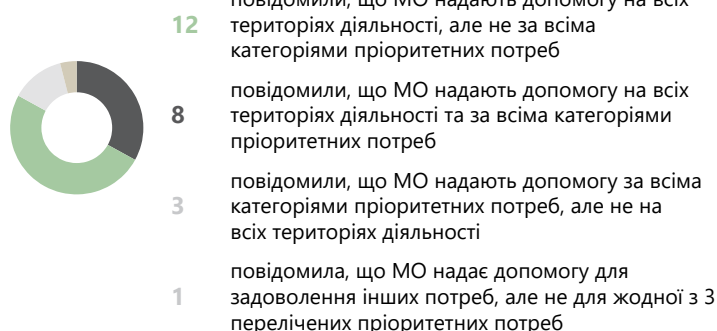 повідомили, що МО надають допомогу на всіх
12 територіях діяльності, але не за всіма
категоріями пріоритетних потреб
повідомили, що МО надають допомогу на всіх
8 територіях діяльності та за всіма категоріями
пріоритетних потреб
повідомили, що МО надають допомогу за всіма
3 категоріями пріоритетних потреб, але не на
всіх територіях діяльності
повідомила, що МО надає допомогу для
1 задоволення інших потреб, але не для жодної з 3
перелічених пріоритетних потреб